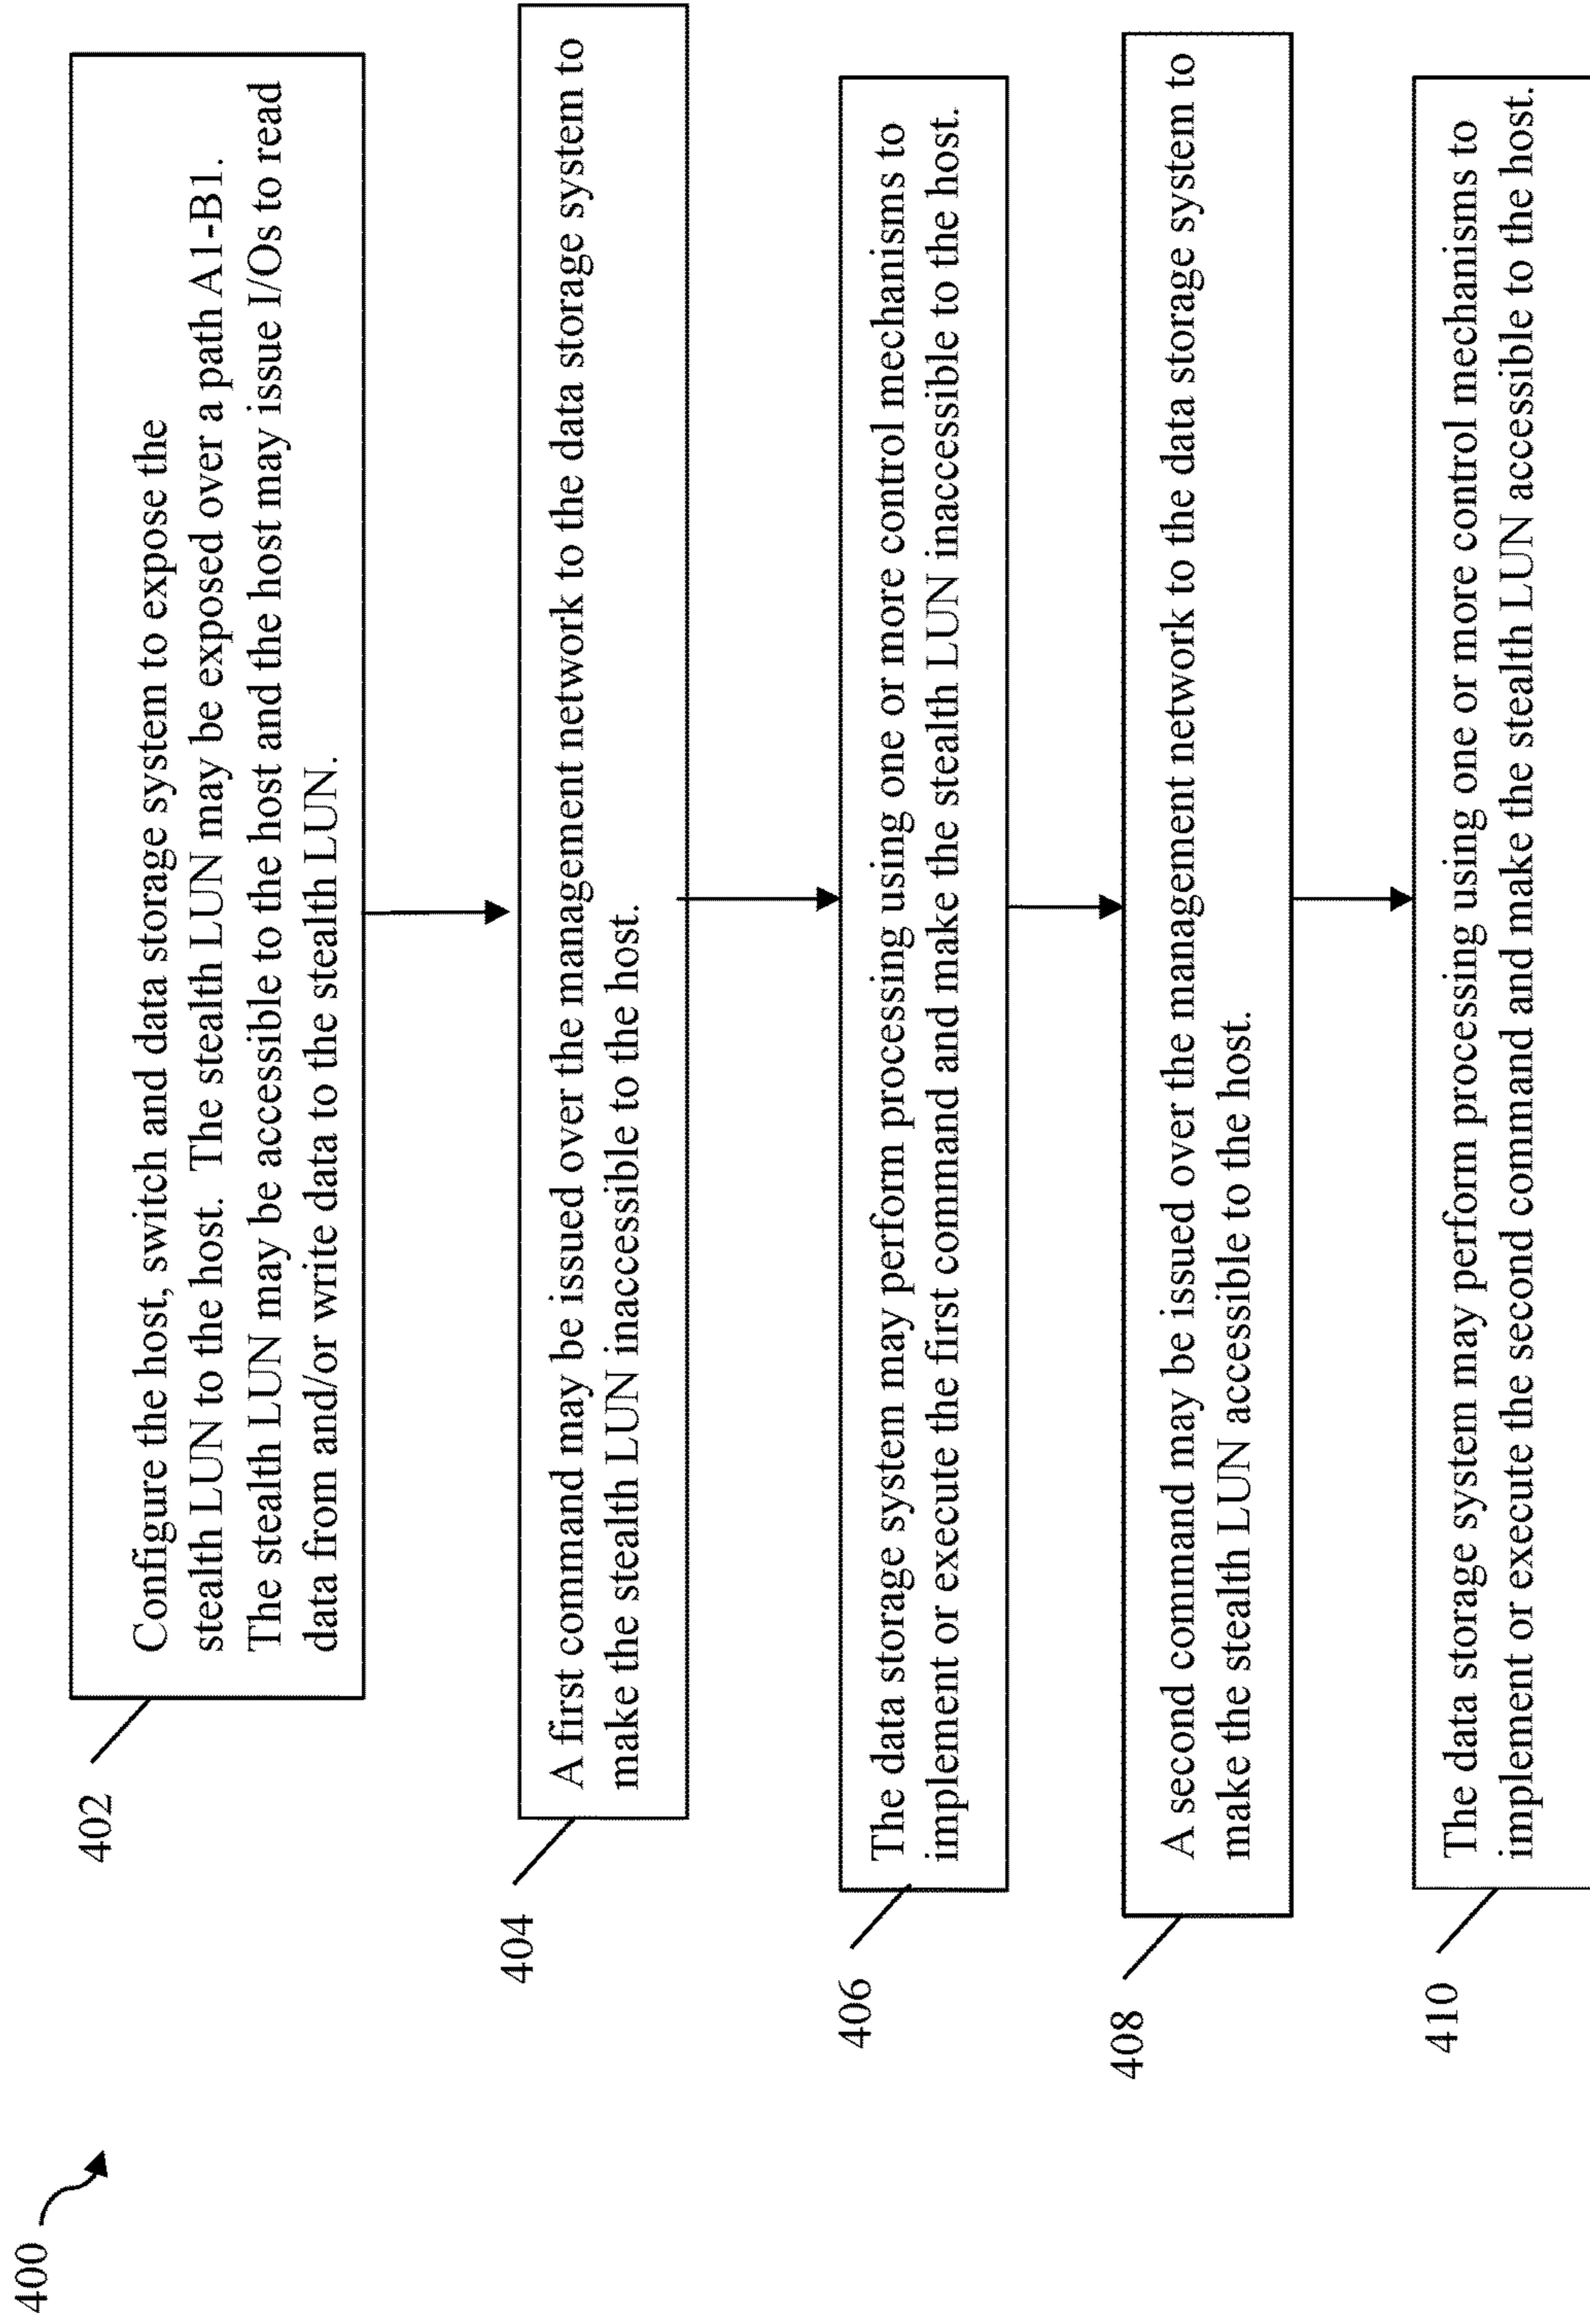 400
402
Configure the host, switch and data storage system to expose the
stealth LUN to the host. The stealth LUN may be exposed over a path A1-B1.
The stealth LUN may be accessible to the host and the host may issue I/Os to read
data from and/or write data to the stealth LUN.
404
A first command may be issued over the management network to the data storage system to
make the stealth LUN inaccessible to the host.
406
The data storage system may perform processing using one or more control mechanisms to
implement or execute the first command and make the stealth LUN inaccessible to the host.
408
A second command may be issued over the management network to the data storage system to
make the stealth LUN accessible to the host.
410
The data storage system may perform processing using one or more control mechanisms to
implement or execute the second command and make the stealth LUN accessible to the host.